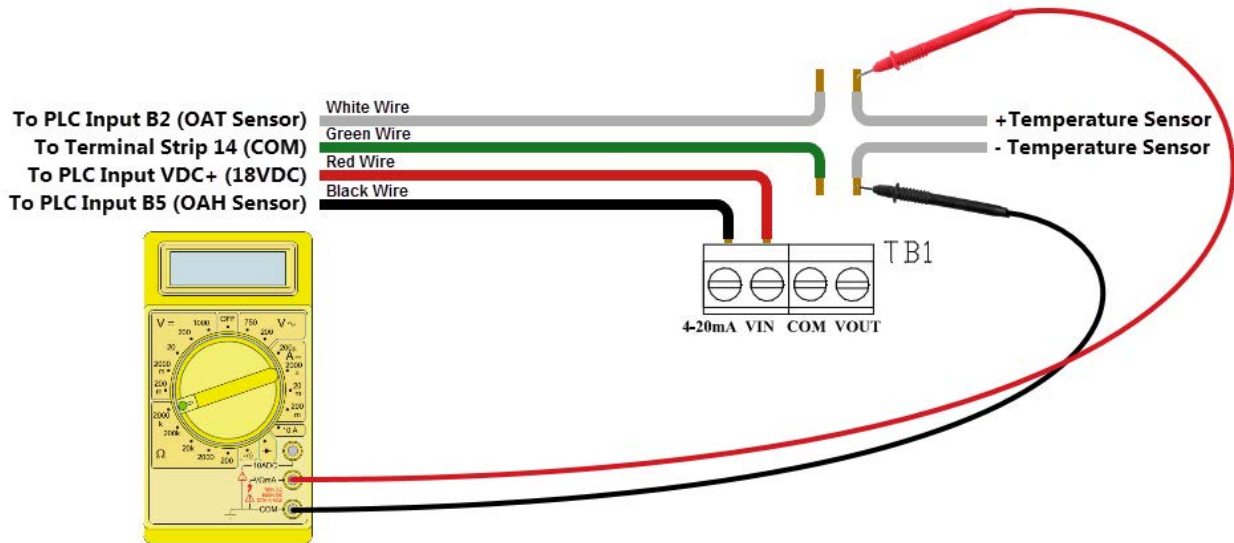 To PLC Input B2 (OAT Sensor)
White Wire
+Temperature Sensor
To Terminal Strip 14 (COM)
Green Wire
- Temperature Sensor
To PLC Input VDC+ (18VDC)
Red Wire
To PLC Input B5 (OAH Sensor)
Black Wire
TB1
4-20mA VIN COM VOUT
OFF
V
1000
750
V~
200
200
20
200µ
A
2000
m
2000
20
m
200
m
200
m
2000
k
10 A
200k
Ω
20k
2000
200
10ADC
VΩmA
COM